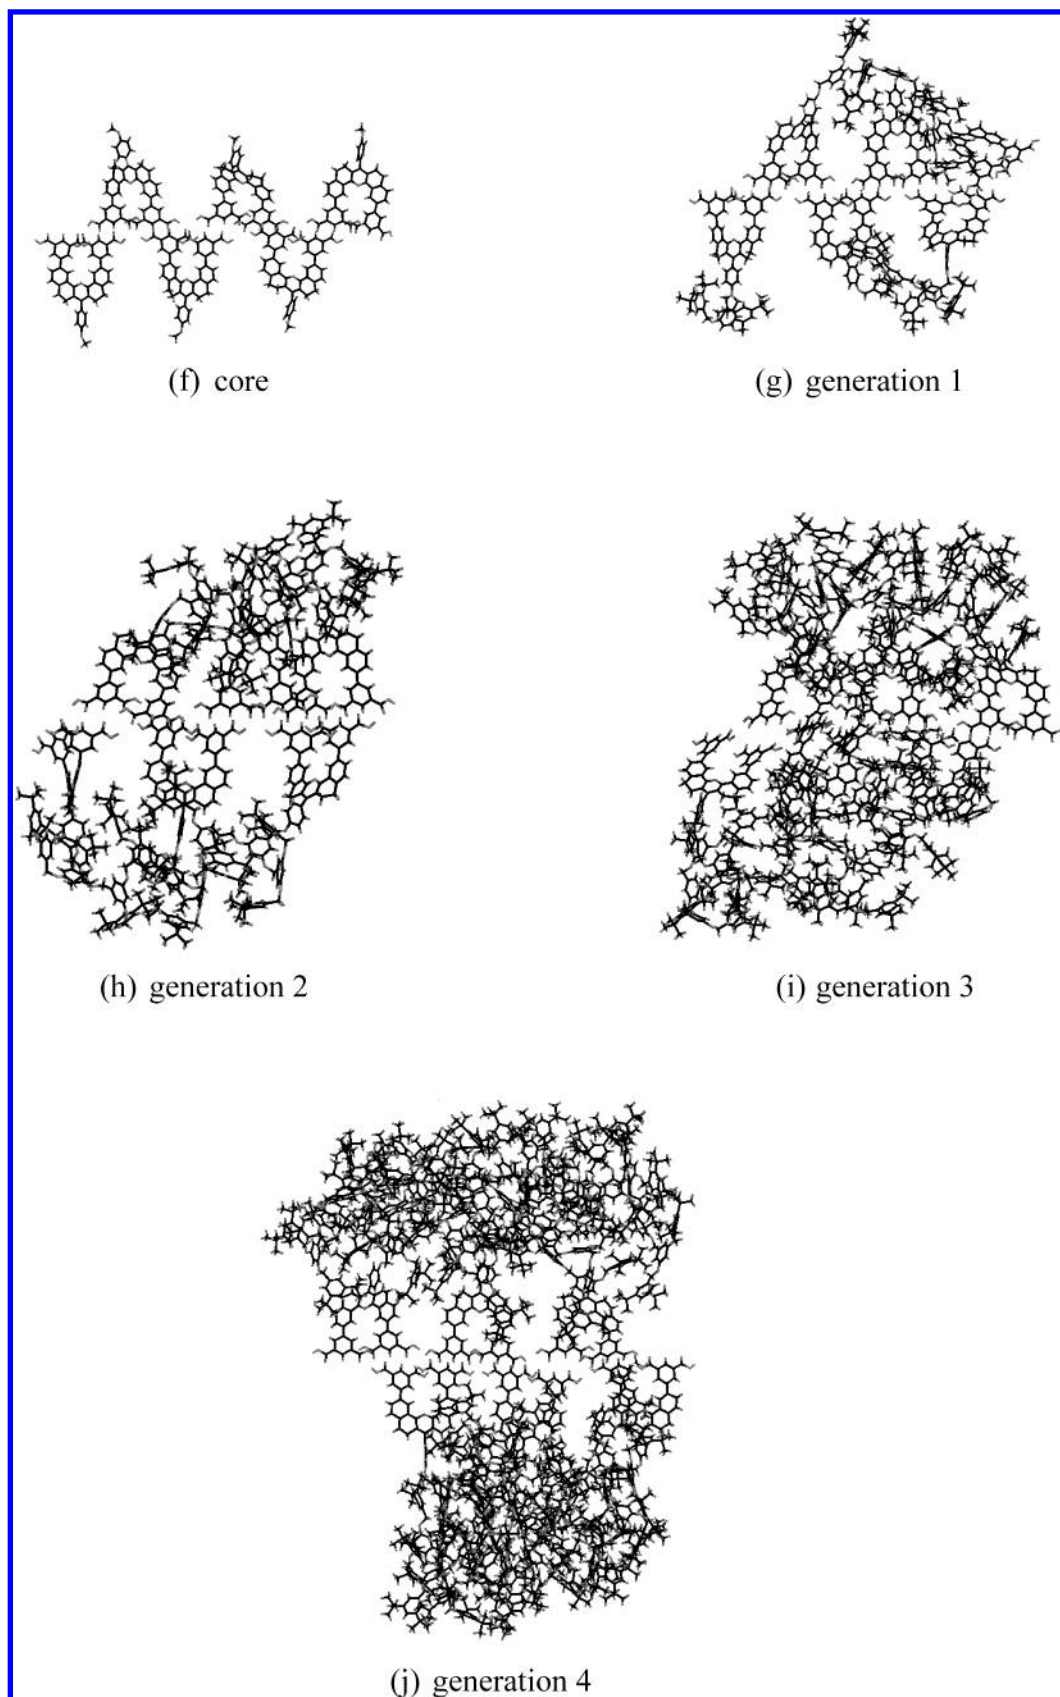 (f) core
(g) generation 1
(h) generation 2
(i) generation 3
(j) generation 4